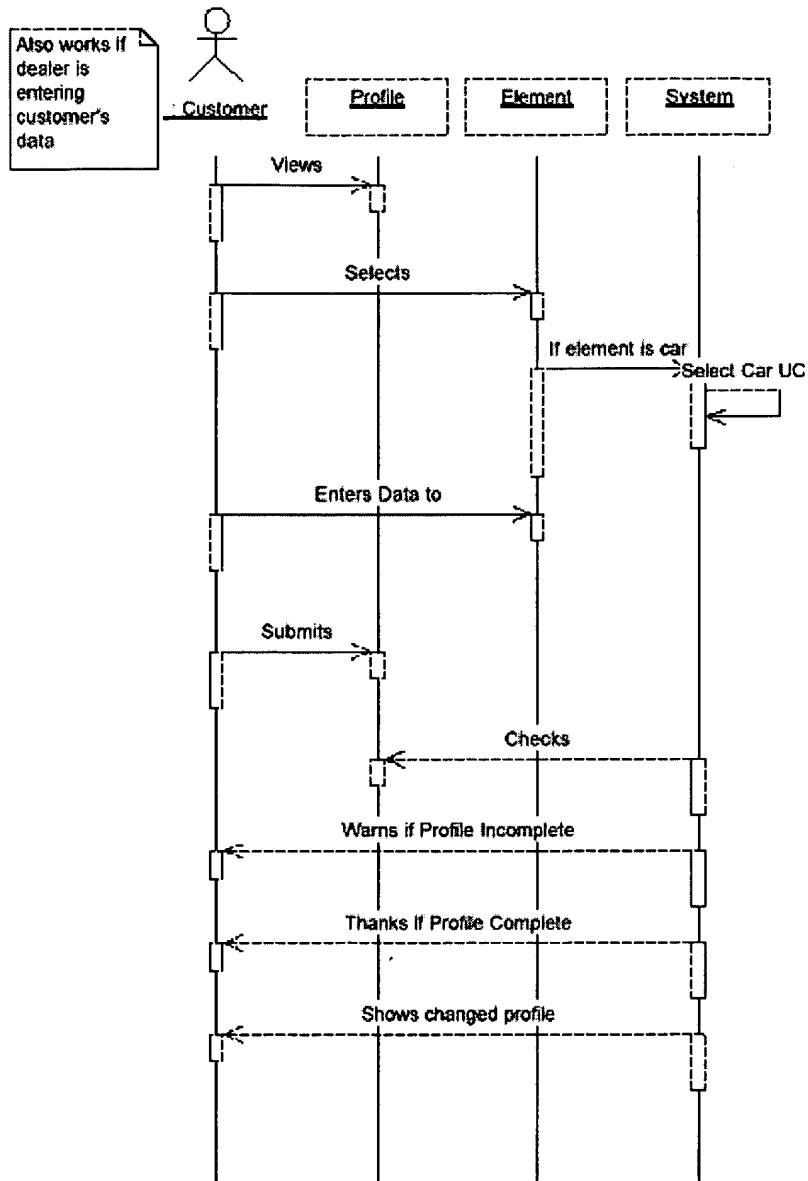 Also works if
dealer is
entering
customer's
data
: Customer
Profile
Element
System
Views
Selects
If element is car
Select Car UC
Enters Data to
Submits
Checks
Warns if Profile Incomplete
Thanks if Profile Complete
Shows changed profile